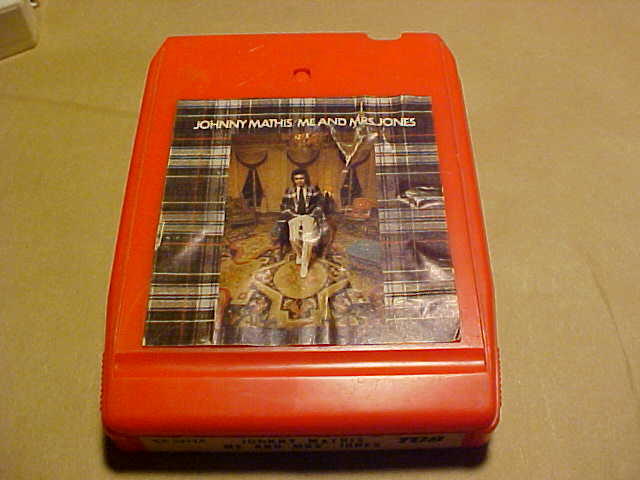 JOHNNY MATHIS/ME AND MRS. JONES
JOHNNY MATHIS
ME AND MRS. JONES